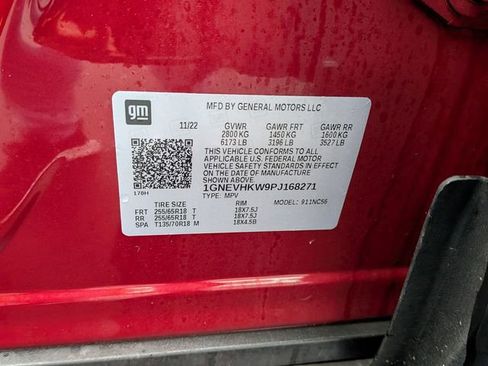 gm
MFD BY GENERAL MOTORS LLC
11/22 GVWR GAWR FRT GAWR RR
2800 KG 1450 KG 1600 KG
6173 LB 3196 LB 3527 LB
THIS VEHICLE CONFORMS TO ALL
APPLICABLE U.S. FEDERAL MOTOR
VEHICLE SAFETY STANDARDS IN EFFECT
ON THE DATE OF MANUFACTURE
SHOWN ABOVE.
1GNEVHKW9PJ168271
170H TYPE: MPV MODEL: 911NC56
TIRE SIZE RIM
FRT 255/65R18 T 18X7.5J
RR 255/65R18 T 18X7.5J
SPA T135/70R18 M 18X4.5B